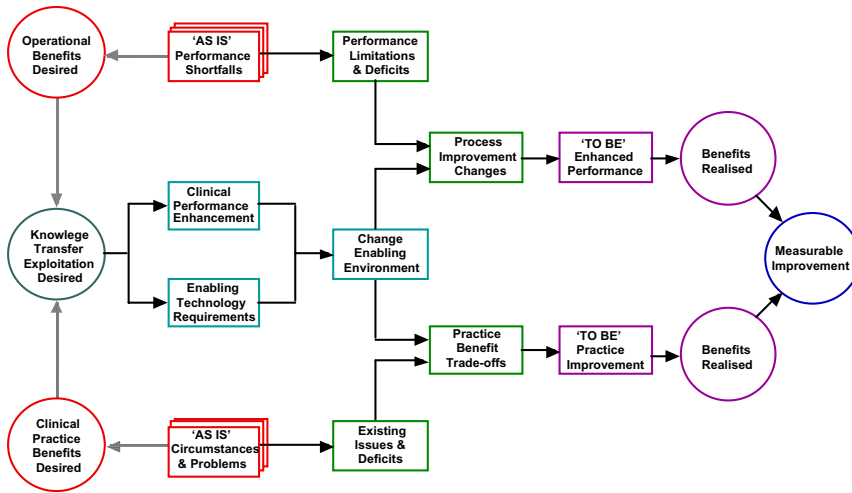 Operational
Benefits
Desired
‘AS IS’
Performance
Shortfalls
Performance
Limitations
& Deficits
Process
Improvement
Changes
‘TO BE’
Enhanced
Performance
Benefits
Realised
Clinical
Performance
Enhancement
Knowlege
Transfer
Exploitation
Desired
Change
Enabling
Environment
Measurable
Improvement
Enabling
Technology
Requirements
Practice
Benefit
Trade-offs
‘TO BE’
Practice
Improvement
Benefits
Realised
Clinical
Practice
Benefits
Desired
‘AS IS’
Circumstances
& Problems
Existing
Issues &
Deficits